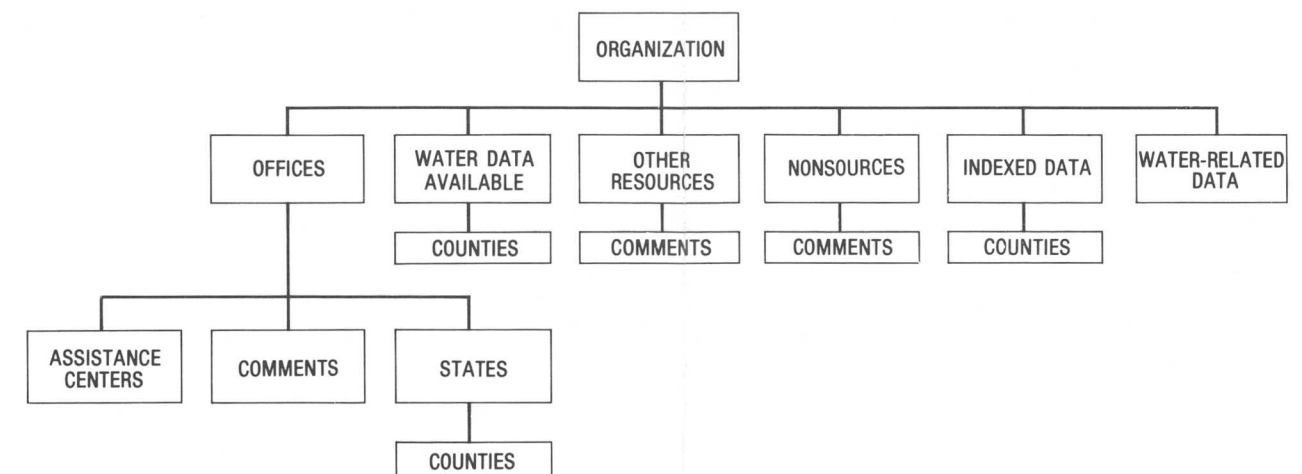 ORGANIZATION
OFFICES
WATER DATA
AVAILABLE
OTHER
RESOURCES
NONSOURCES
INDEXED DATA
WATER-RELATED
DATA
COUNTIES
COMMENTS
COMMENTS
COUNTIES
ASSISTANCE
CENTERS
COMMENTS
STATES
COUNTIES